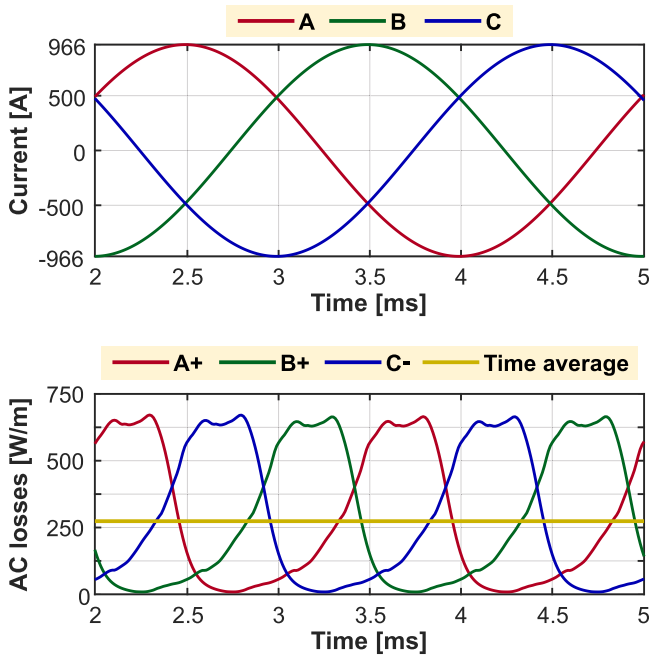 A B C
Current [A]
966
500
0
-500
-966
2 2.5 3 3.5 4 4.5 5
Time [ms]
A+ B+ C- Time average
AC losses [W/m]
750
500
250
0
2 2.5 3 3.5 4 4.5 5
Time [ms]